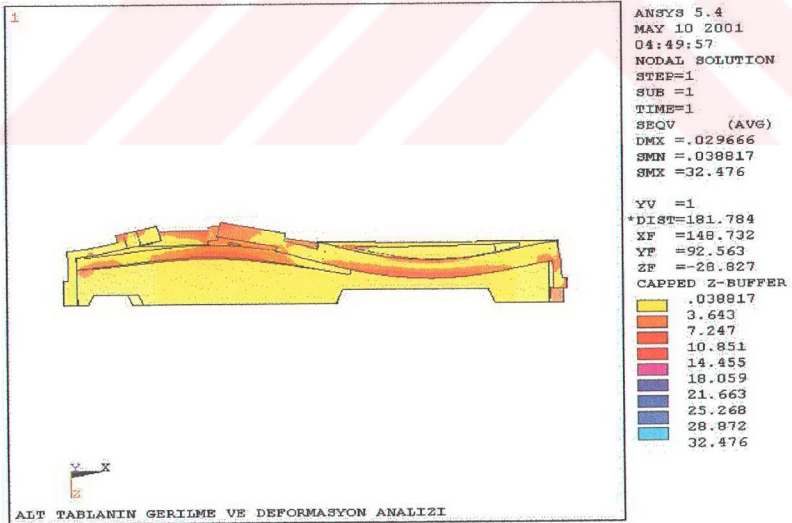 1
ANSYS 5.4
MAY 10 2001
04:49:57
NODAL SOLUTION
STEP=1
SUB =1
TIME=1
SEQV (AVG)
DMX =.029666
SMN =.038817
SMX =32.476
YV =1
*DIST=181.784
XF =148.732
YF =92.563
ZF =-28.827
CAPPED Z-BUFFER
.038817
3.643
7.247
10.851
14.455
18.059
21.663
25.268
28.872
32.476
Y X
Z
ALT TABLANIN GERILME VE DEFORMASYON ANALIZI